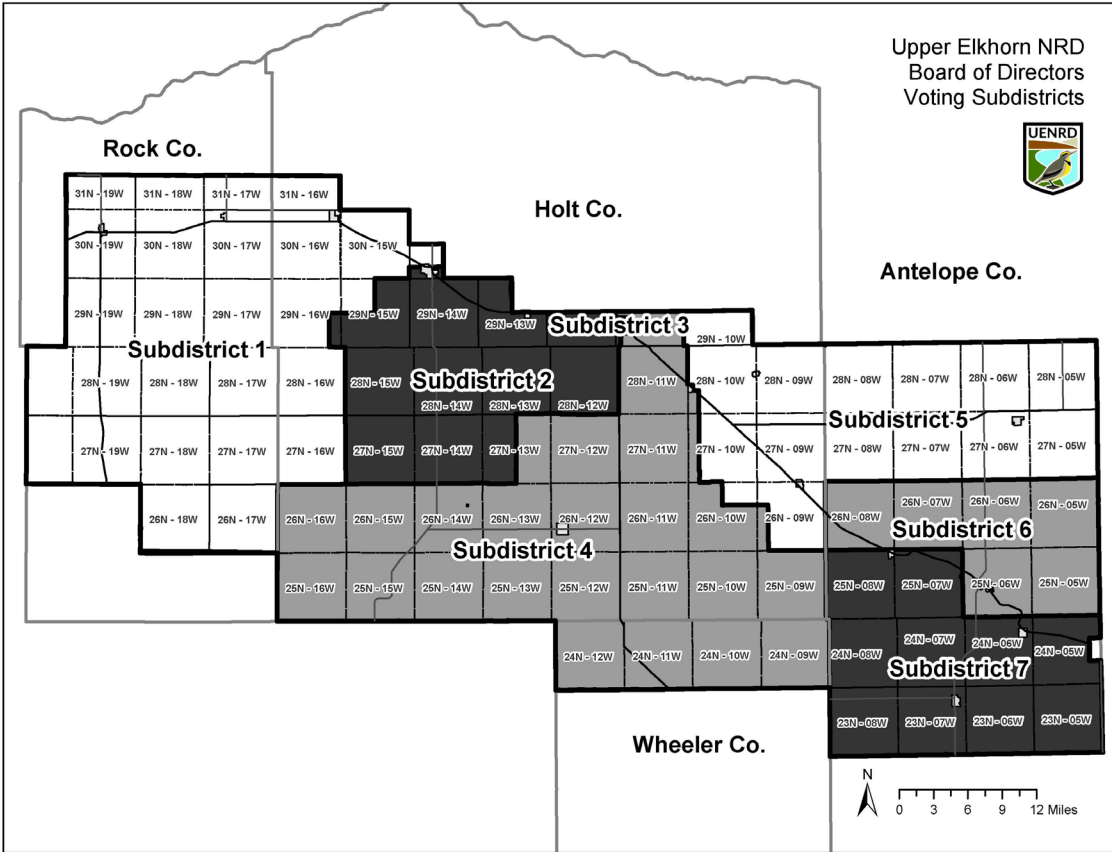 Upper Elkhorn NRD
Board of Directors
Voting Subdistricts
UENRD
Rock Co.
Holt Co.
Antelope Co.
31N - 19W 31N - 18W 31N - 17W 31N - 16W
30N - 19W 30N - 18W 30N - 17W 30N - 16W 30N - 15W
29N - 19W 29N - 18W 29N - 17W 29N - 16W 29N - 15W 29N - 14W 29N - 13W 29N - 10W
Subdistrict 1
Subdistrict 2
Subdistrict 3
28N - 19W 28N - 18W 28N - 17W 28N - 16W 28N - 15W 28N - 14W 28N - 13W 28N - 12W 28N - 11W 28N - 10W 28N - 09W 28N - 08W 28N - 07W 28N - 06W 28N - 05W
Subdistrict 5
27N - 19W 27N - 18W 27N - 17W 27N - 16W 27N - 15W 27N - 14W 27N - 13W 27N - 12W 27N - 11W 27N - 10W 27N - 09W 27N - 08W 27N - 07W 27N - 06W 27N - 05W
26N - 18W 26N - 17W 26N - 16W 26N - 15W 26N - 14W 26N - 13W 26N - 12W 26N - 11W 26N - 10W 26N - 09W 26N - 08W 26N - 07W 26N - 06W 26N - 05W
Subdistrict 4
Subdistrict 6
25N - 16W 25N - 15W 25N - 14W 25N - 13W 25N - 12W 25N - 11W 25N - 10W 25N - 09W 25N - 08W 25N - 07W 25N - 06W 25N - 05W
24N - 12W 24N - 11W 24N - 10W 24N - 09W 24N - 08W 24N - 07W 24N - 06W 24N - 05W
Subdistrict 7
23N - 08W 23N - 07W 23N - 06W 23N - 05W
Wheeler Co.
N
0 3 6 9 12 Miles